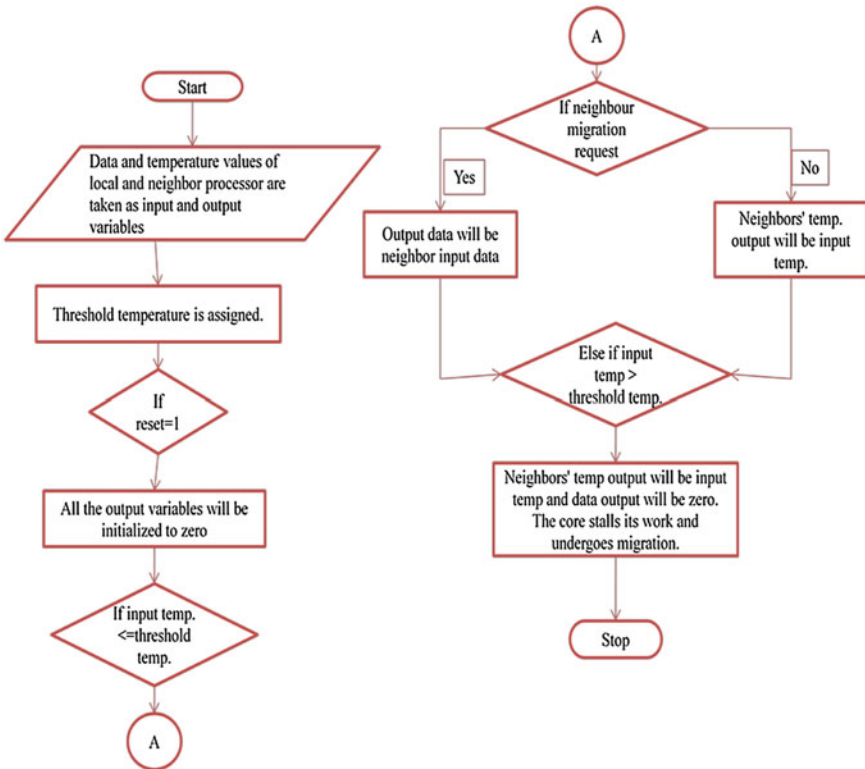 Start
Data and temperature values of
local and neighbor processor are
taken as input and output
variables
Threshold temperature is assigned.
If
reset=1
All the output variables will be
initialized to zero
If input temp.
<=threshold
temp.
A
A
If neighbour
migration
request
Yes
No
Output data will be
neighbor input data
Neighbors' temp.
output will be input
temp.
Else if input
temp >
threshold temp.
Neighbors' temp output will be input
temp and data output will be zero.
The core stalls its work and
undergoes migration.
Stop